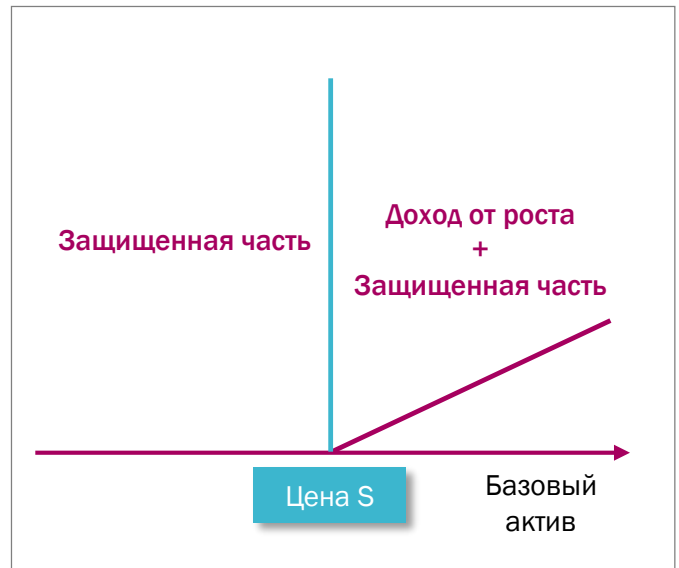 Защищенная часть
Доход от роста
+
Защищенная часть
Цена S
Базовый
актив